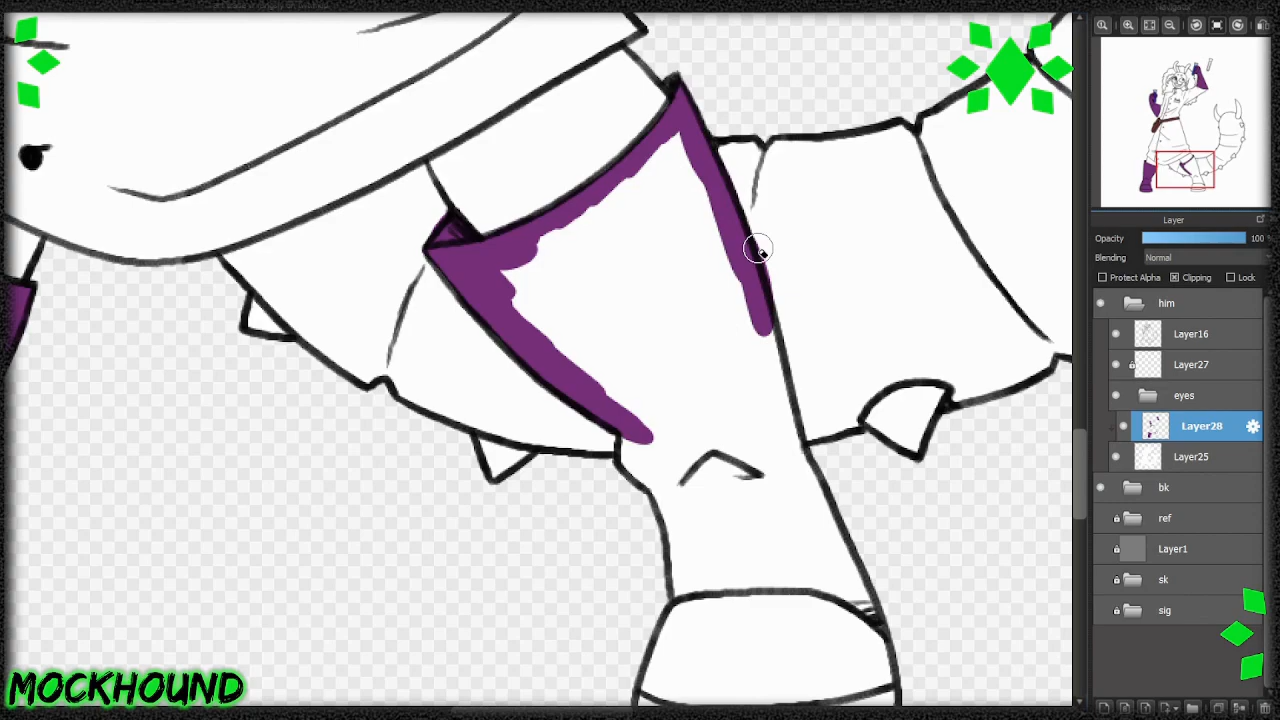 Layer
Opacity 100
Blending Normal
Protect Alpha Clipping Lock
him
Layer16
Layer27
eyes
Layer28
Layer25
bk
ref
Layer1
sk
sig
MOCKHOUND